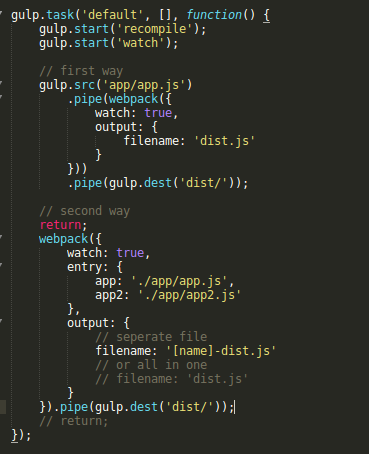 gulp.task('default', [], function() {
    gulp.start('recompile');
    gulp.start('watch');

    // first way
    gulp.src('app/app.js')
        .pipe(webpack({
            watch: true,
            output: {
                filename: 'dist.js'
            }
        }))
        .pipe(gulp.dest('dist/'));

    // second way
    return;
    webpack({
        watch: true,
        entry: {
            app: './app/app.js',
            app2: './app/app2.js'
        },
        output: {
            // seperate file
            filename: '[name]-dist.js'
            // or all in one
            // filename: 'dist.js'
        }
    }).pipe(gulp.dest('dist/'));
    // return;
});